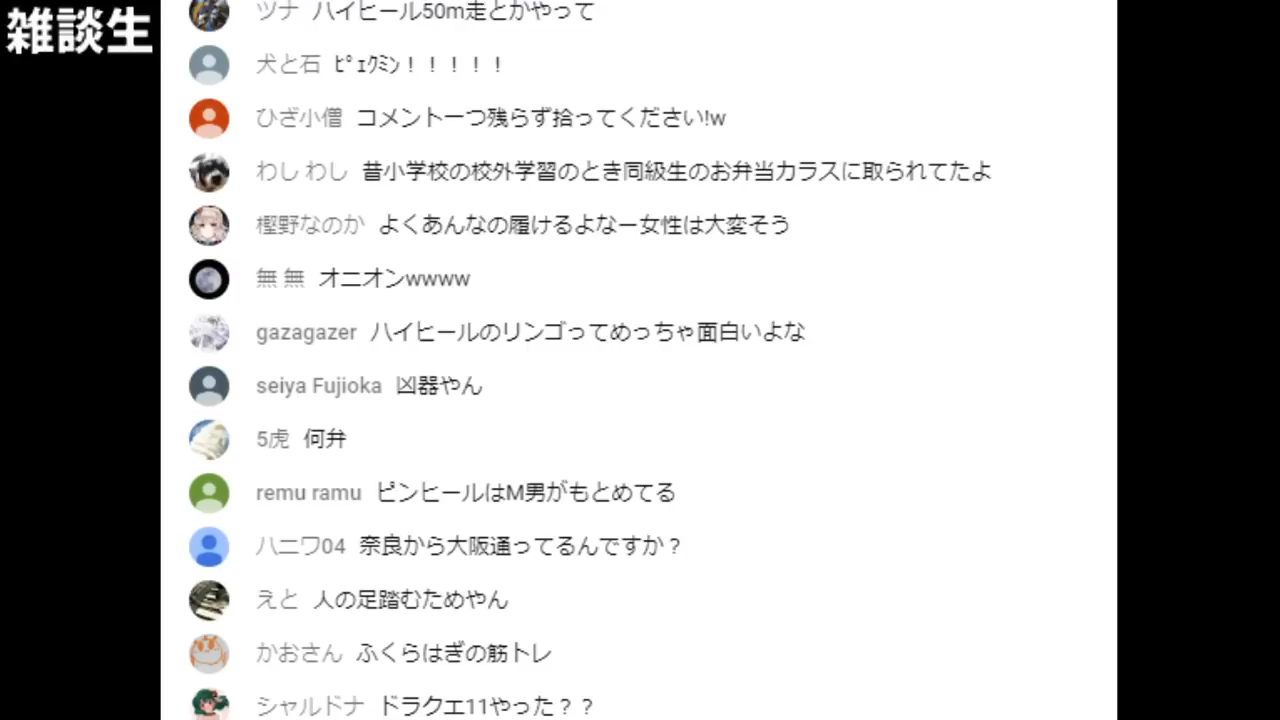 雑談生
ツナ ハイヒール50m走とかやって
犬と石 ﾋﾟｪｸﾐﾝ！！！！！
ひざ小僧 コメント一つ残らず拾ってください!w
わし わし 昔小学校の校外学習のとき同級生のお弁当カラスに取られてたよ
樫野なのか よくあんなの履けるよなー女性は大変そう
無 無 オニオンwwww
gazagazer ハイヒールのリンゴってめっちゃ面白いよな
seiya Fujioka 凶器やん
5虎 何弁
remu ramu ピンヒールはM男がもとめてる
ハニワ04 奈良から大阪通ってるんですか？
えと 人の足踏むためやん
かおさん ふくらはぎの筋トレ
シャルドナ ドラクエ11やった？？